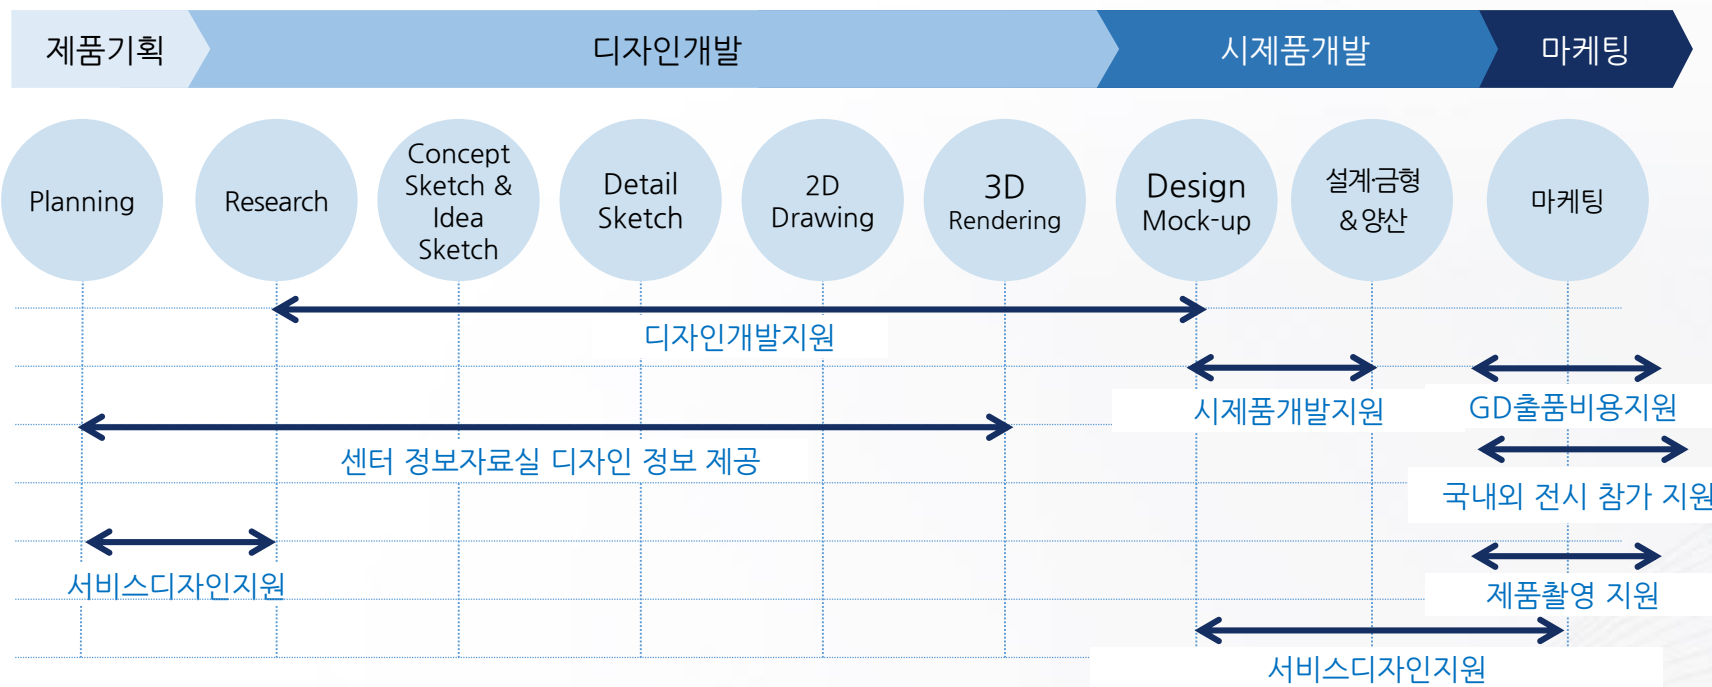 제품기획
디자인개발
시제품개발
마케팅
Planning
Research
Concept
Sketch &
Idea
Sketch
Detail
Sketch
2D
Drawing
3D
Rendering
Design
Mock-up
설계·금형
& 양산
마케팅
디자인개발지원
시제품개발지원
GD출품비용지원
센터 정보자료실 디자인 정보 제공
국내외 전시 참가 지원
서비스디자인지원
제품촬영 지원
서비스디자인지원